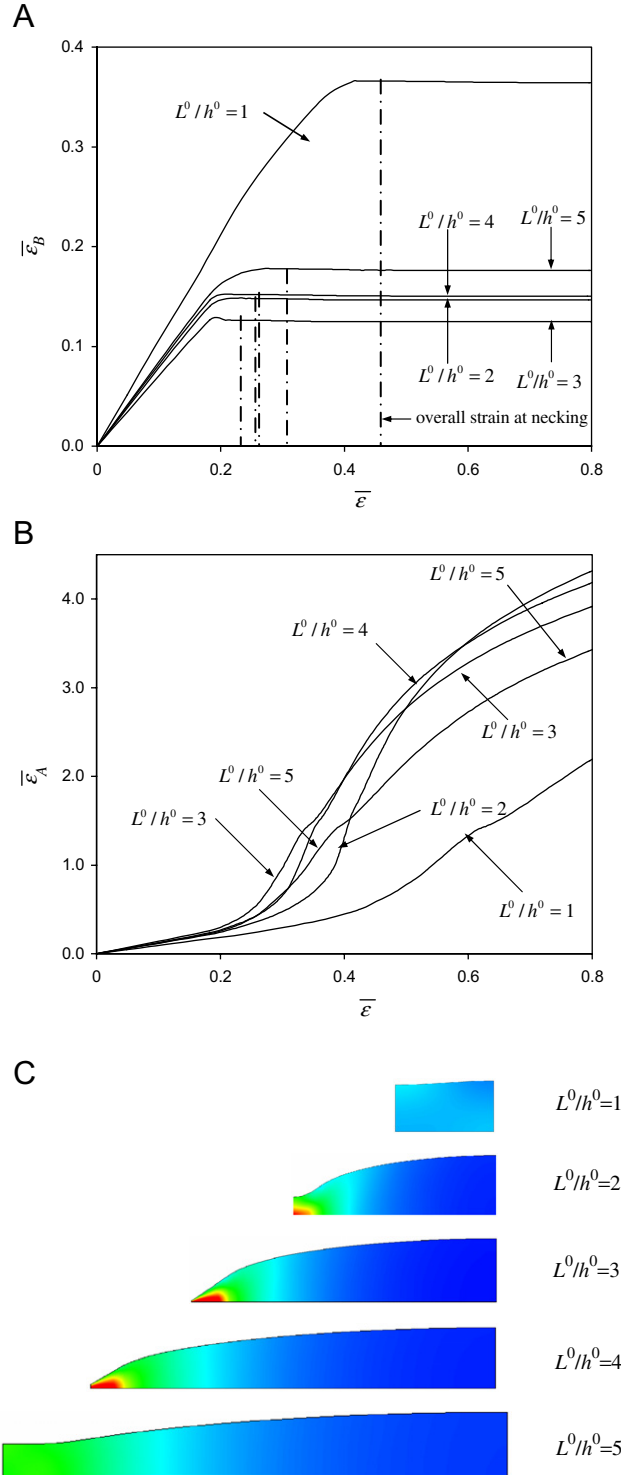 A
0.4
L⁰/h⁰ = 1
0.3
L⁰/h⁰ = 4
L⁰/h⁰ = 5
ε̅_B
0.2
0.1
L⁰/h⁰ = 2
L⁰/h⁰ = 3
overall strain at necking
0.0
0 0.2 0.4 0.6 0.8
ε̅
B
4.0
L⁰/h⁰ = 5
L⁰/h⁰ = 4
3.0
L⁰/h⁰ = 3
ε̅_A
2.0
L⁰/h⁰ = 5
L⁰/h⁰ = 3
L⁰/h⁰ = 2
1.0
L⁰/h⁰ = 1
0.0
0 0.2 0.4 0.6 0.8
ε̅
C
L⁰/h⁰=1
L⁰/h⁰=2
L⁰/h⁰=3
L⁰/h⁰=4
L⁰/h⁰=5